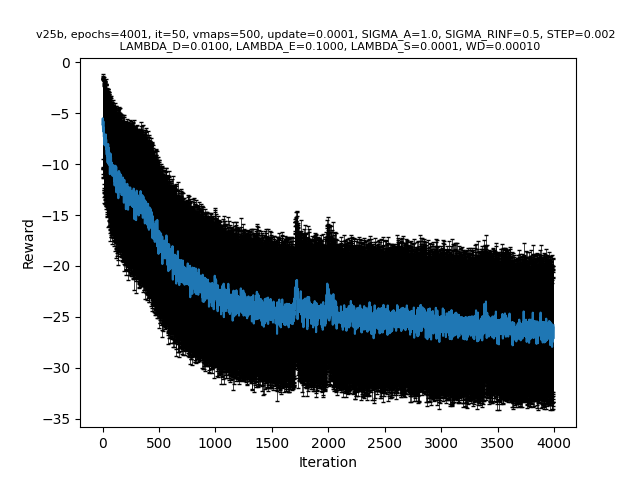 v25b, epochs=4001, it=50, vmaps=500, update=0.0001, SIGMA_A=1.0, SIGMA_RINF=0.5, STEP=0.002
LAMBDA_D=0.0100, LAMBDA_E=0.1000, LAMBDA_S=0.0001, WD=0.00010
0
−5
−10
−15
−20
−25
−30
−35
Reward
0 500 1000 1500 2000 2500 3000 3500 4000
Iteration